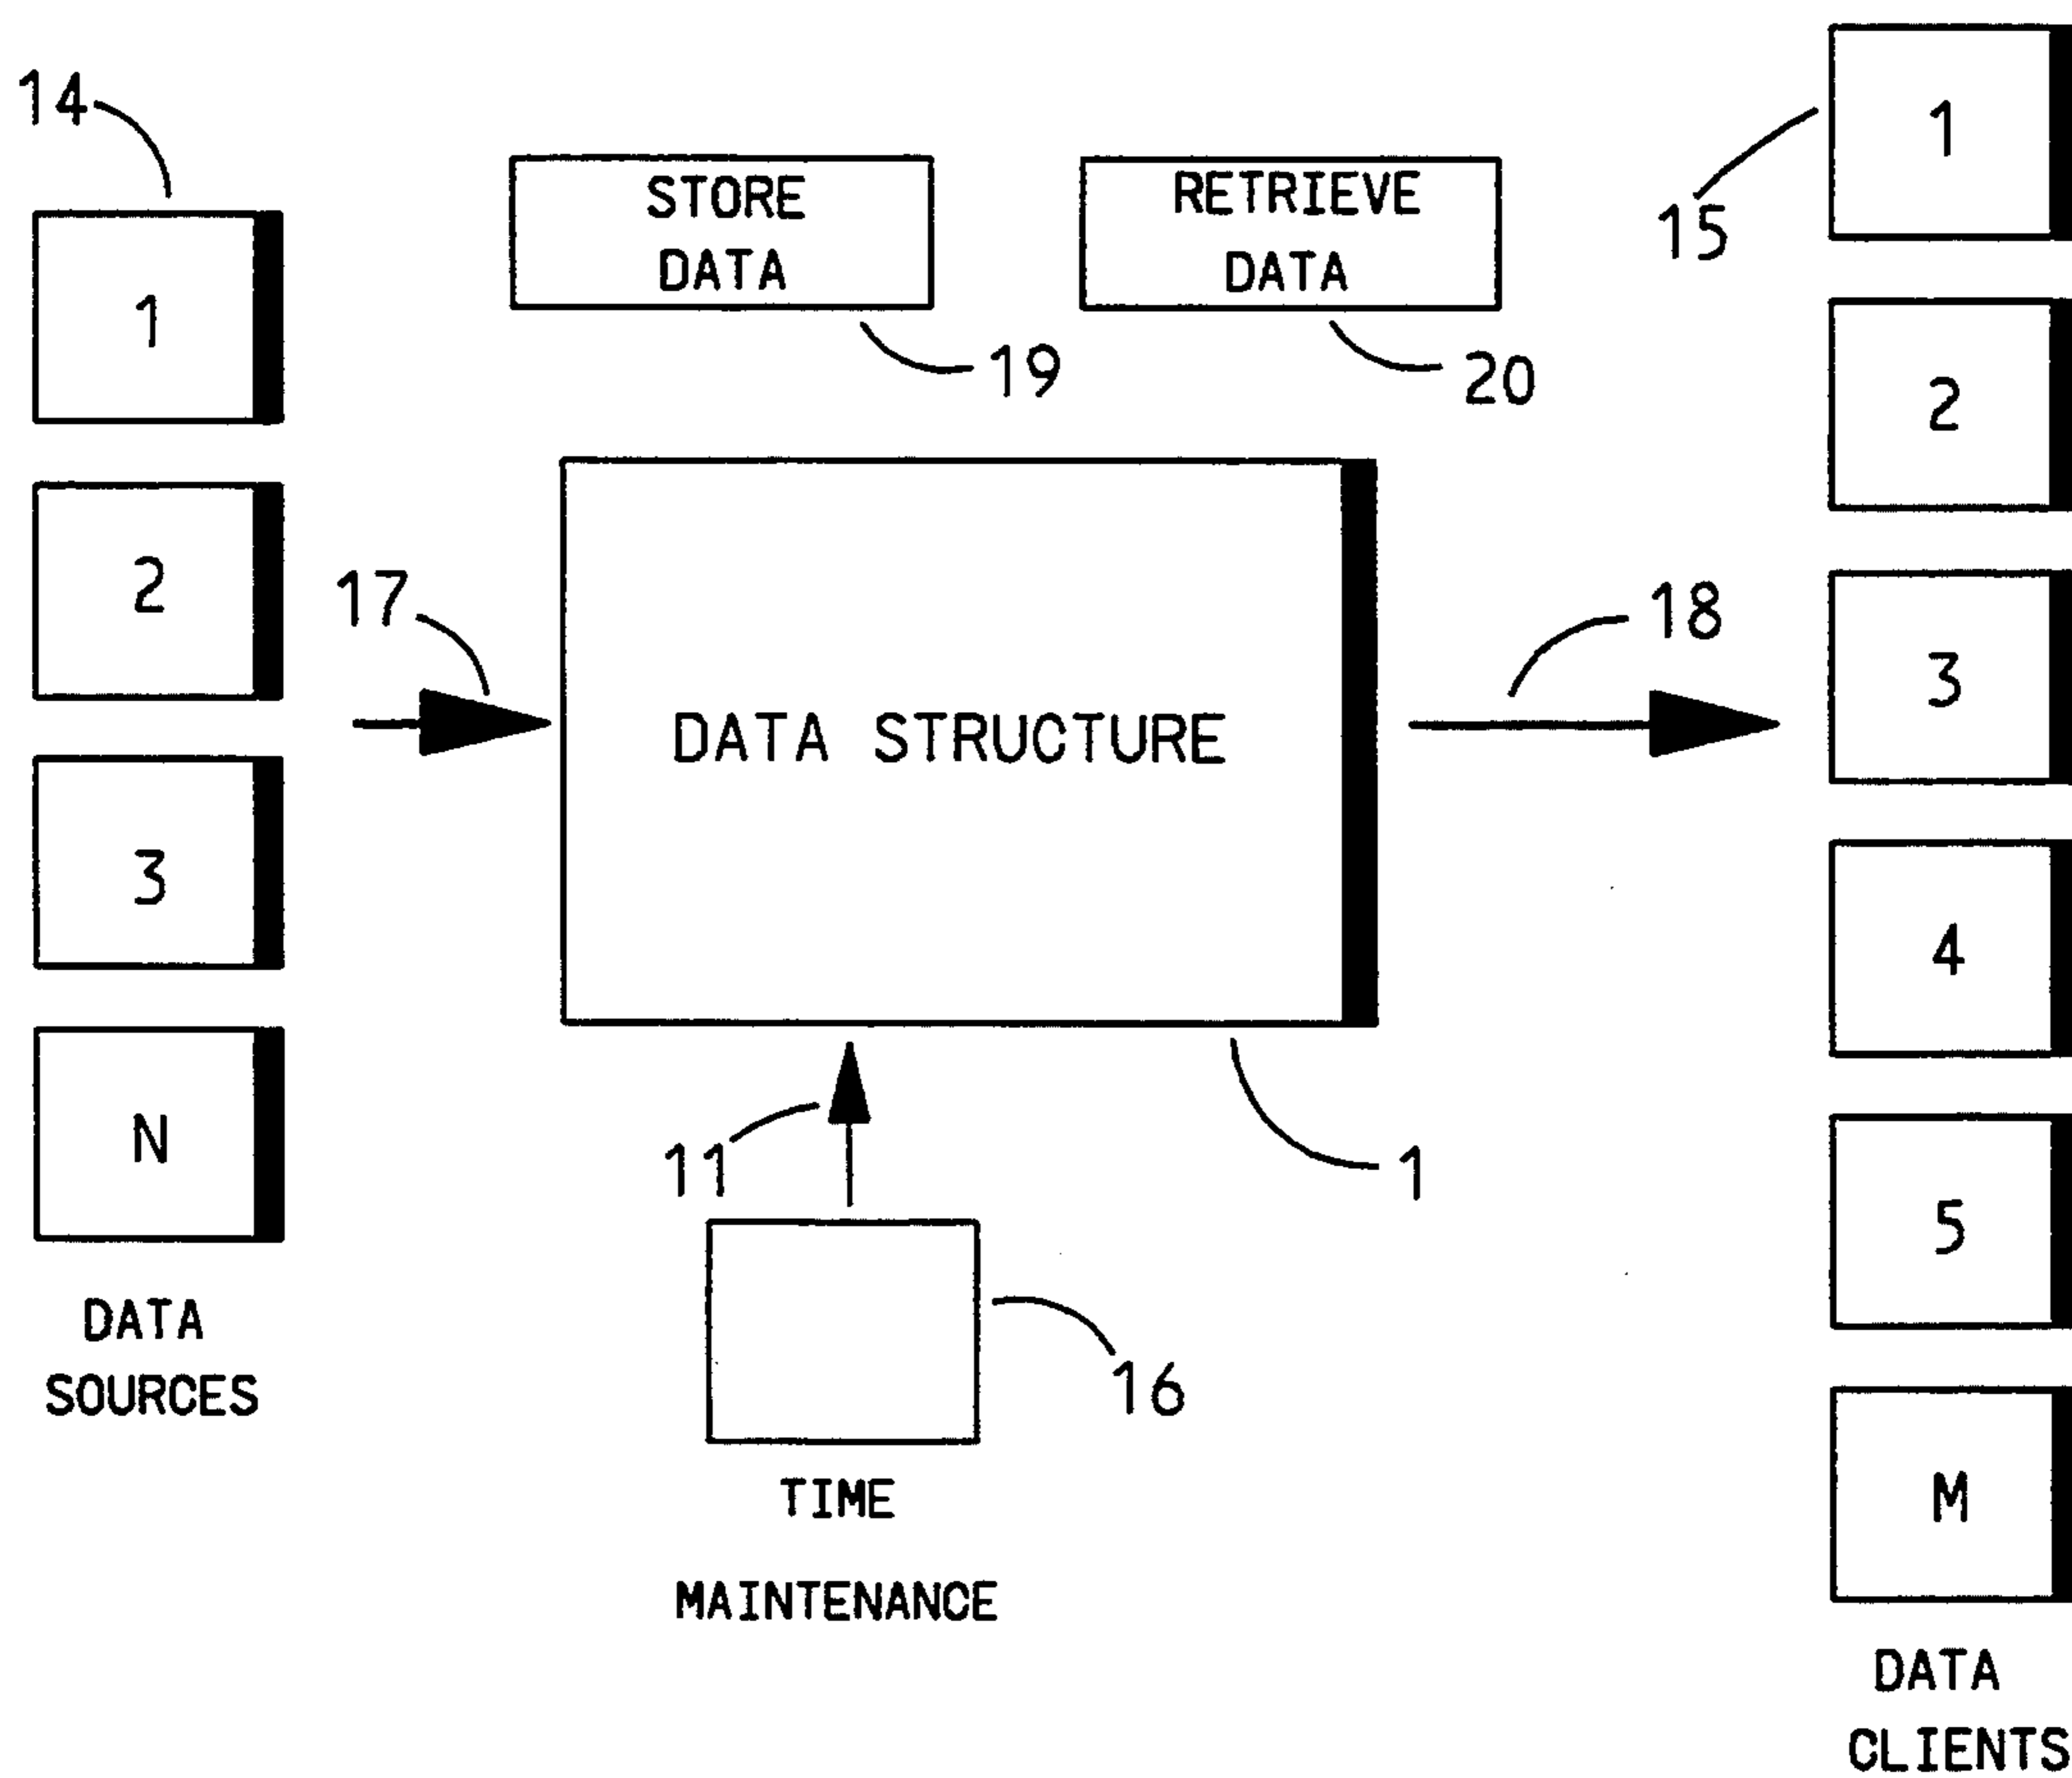 14
1
2
3
N
DATA
SOURCES
STORE
DATA
19
RETRIEVE
DATA
20
17
DATA STRUCTURE
18
11
1
16
TIME
MAINTENANCE
15
1
2
3
4
5
M
DATA
CLIENTS